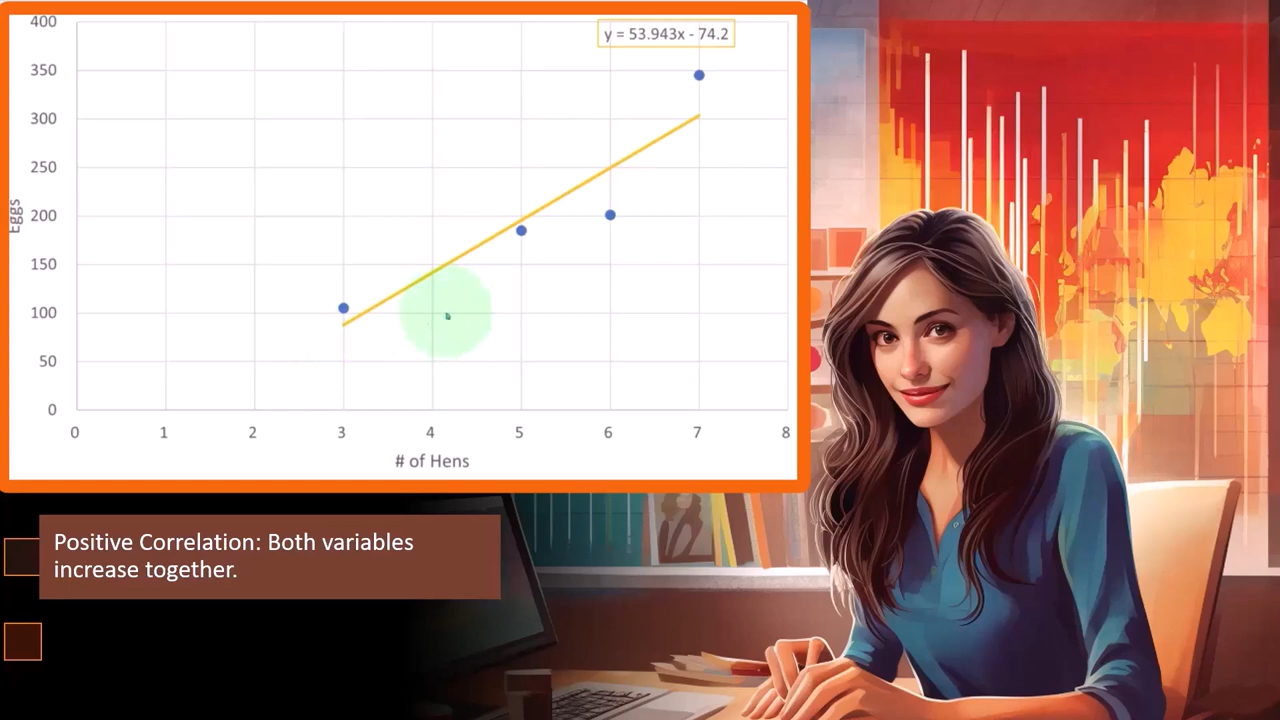 y = 53.943x - 74.2
400
350
300
250
200
150
100
50
0
Eggs
0 1 2 3 4 5 6 7 8
# of Hens
Positive Correlation: Both variables
increase together.